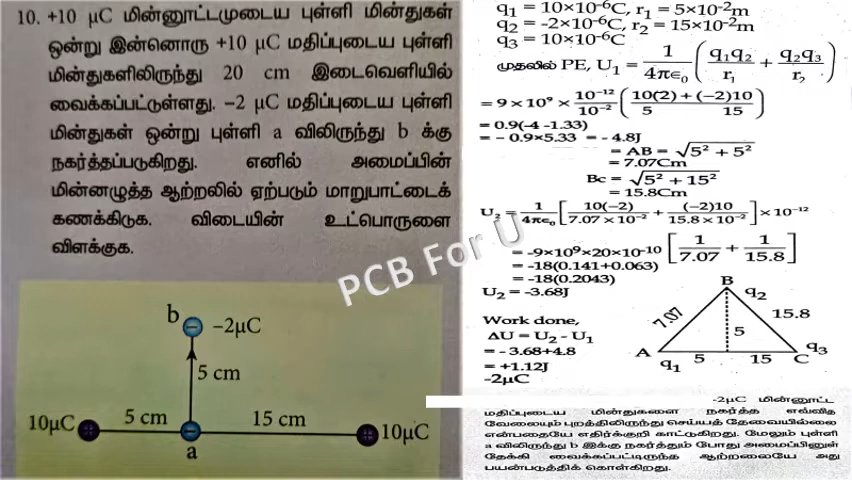 10. +10 μC மின்னூட்டமுடைய புள்ளி மின்துகள்
ஒன்று இன்னொரு +10 μC மதிப்புடைய புள்ளி
மின்துகளிலிருந்து 20 cm இடைவெளியில்
வைக்கப்பட்டுள்ளது. –2 μC மதிப்புடைய புள்ளி
மின்துகள் ஒன்று புள்ளி a விலிருந்து b க்கு
நகர்த்தப்படுகிறது. எனில் அமைப்பின்
மின்னழுத்த ஆற்றலில் ஏற்படும் மாறுபாட்டைக்
கணக்கிடுக. விடையின் உட்பொருளை
விளக்குக.
b
−2μC
5 cm
10μC
5 cm
15 cm
10μC
a
q₁ = 10×10⁻⁶C, r₁ = 5×10⁻²m
q₂ = -2×10⁻⁶C, r₂ = 15×10⁻²m
q₃ = 10×10⁻⁶C
முதலில் PE, U₁ = 1/4πε₀ (q₁q₂/r₁ + q₂q₃/r₂)
= 9 × 10⁹ × 10⁻¹²/10⁻² (10(2)/5 + (-2)10/15)
= 0.9(-4 -1.33)
= - 0.9×5.33 = - 4.8J
= AB = √5² + 5²
= 7.07Cm
Bc = √5² + 15²
= 15.8Cm
U₂ = 1/4πε₀ [10(-2)/7.07 × 10⁻² + (-2)10/15.8 × 10⁻²] × 10⁻¹²
= -9×10⁹×20×10⁻¹⁰ [1/7.07 + 1/15.8]
= -18(0.141+0.063)
= -18(0.2043)
U₂ = -3.68J
Work done,
ΔU = U₂ - U₁
= - 3.68+4.8
= +1.12J
-2μC
B
q₂
7.07
15.8
5
A
5
15
C
q₁
q₃
-2μC மின்னூட்ட
மதிப்புடைய மின்துகளை நகர்த்த எவ்வித
வேலையும் புறத்திலிருந்து செய்யத் தேவையில்லை
என்பதையே எதிர்க்குறி காட்டுகிறது. மேலும் புள்ளி
a விலிருந்து b இக்கு நகர்த்தும் போது அமைப்பினுள்
தேக்கி வைக்கப்பட்டிருந்த ஆற்றலையே அது
பயன்படுத்திக் கொள்கிறது.
PCB For U